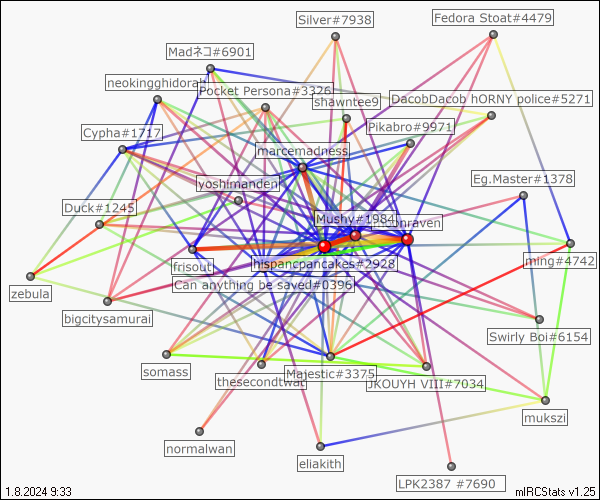 Silver#7938
Fedora Stoat#4479
Madネコ#6901
neokingghidorah
Pocket Persona#3326
shawntee9
DacobDacob hORNY police#5271
Cypha#1717
Pikabro#9971
marcemadness
Eg.Master#1378
yoshimanden
Duck#1245
Mushy#1984
frisout
hispancpancakes#2928
mng#4742
Can anything be saved#0396
zebula
bigcitysamurai
Swirly Boi#6154
somass
thesecondtwat
Majestic#3375
JKOUYH VIII#7034
mukszi
normalwan
eliakith
LPK2387 #7690
1.8.2024 9:33
mIRCStats v1.25